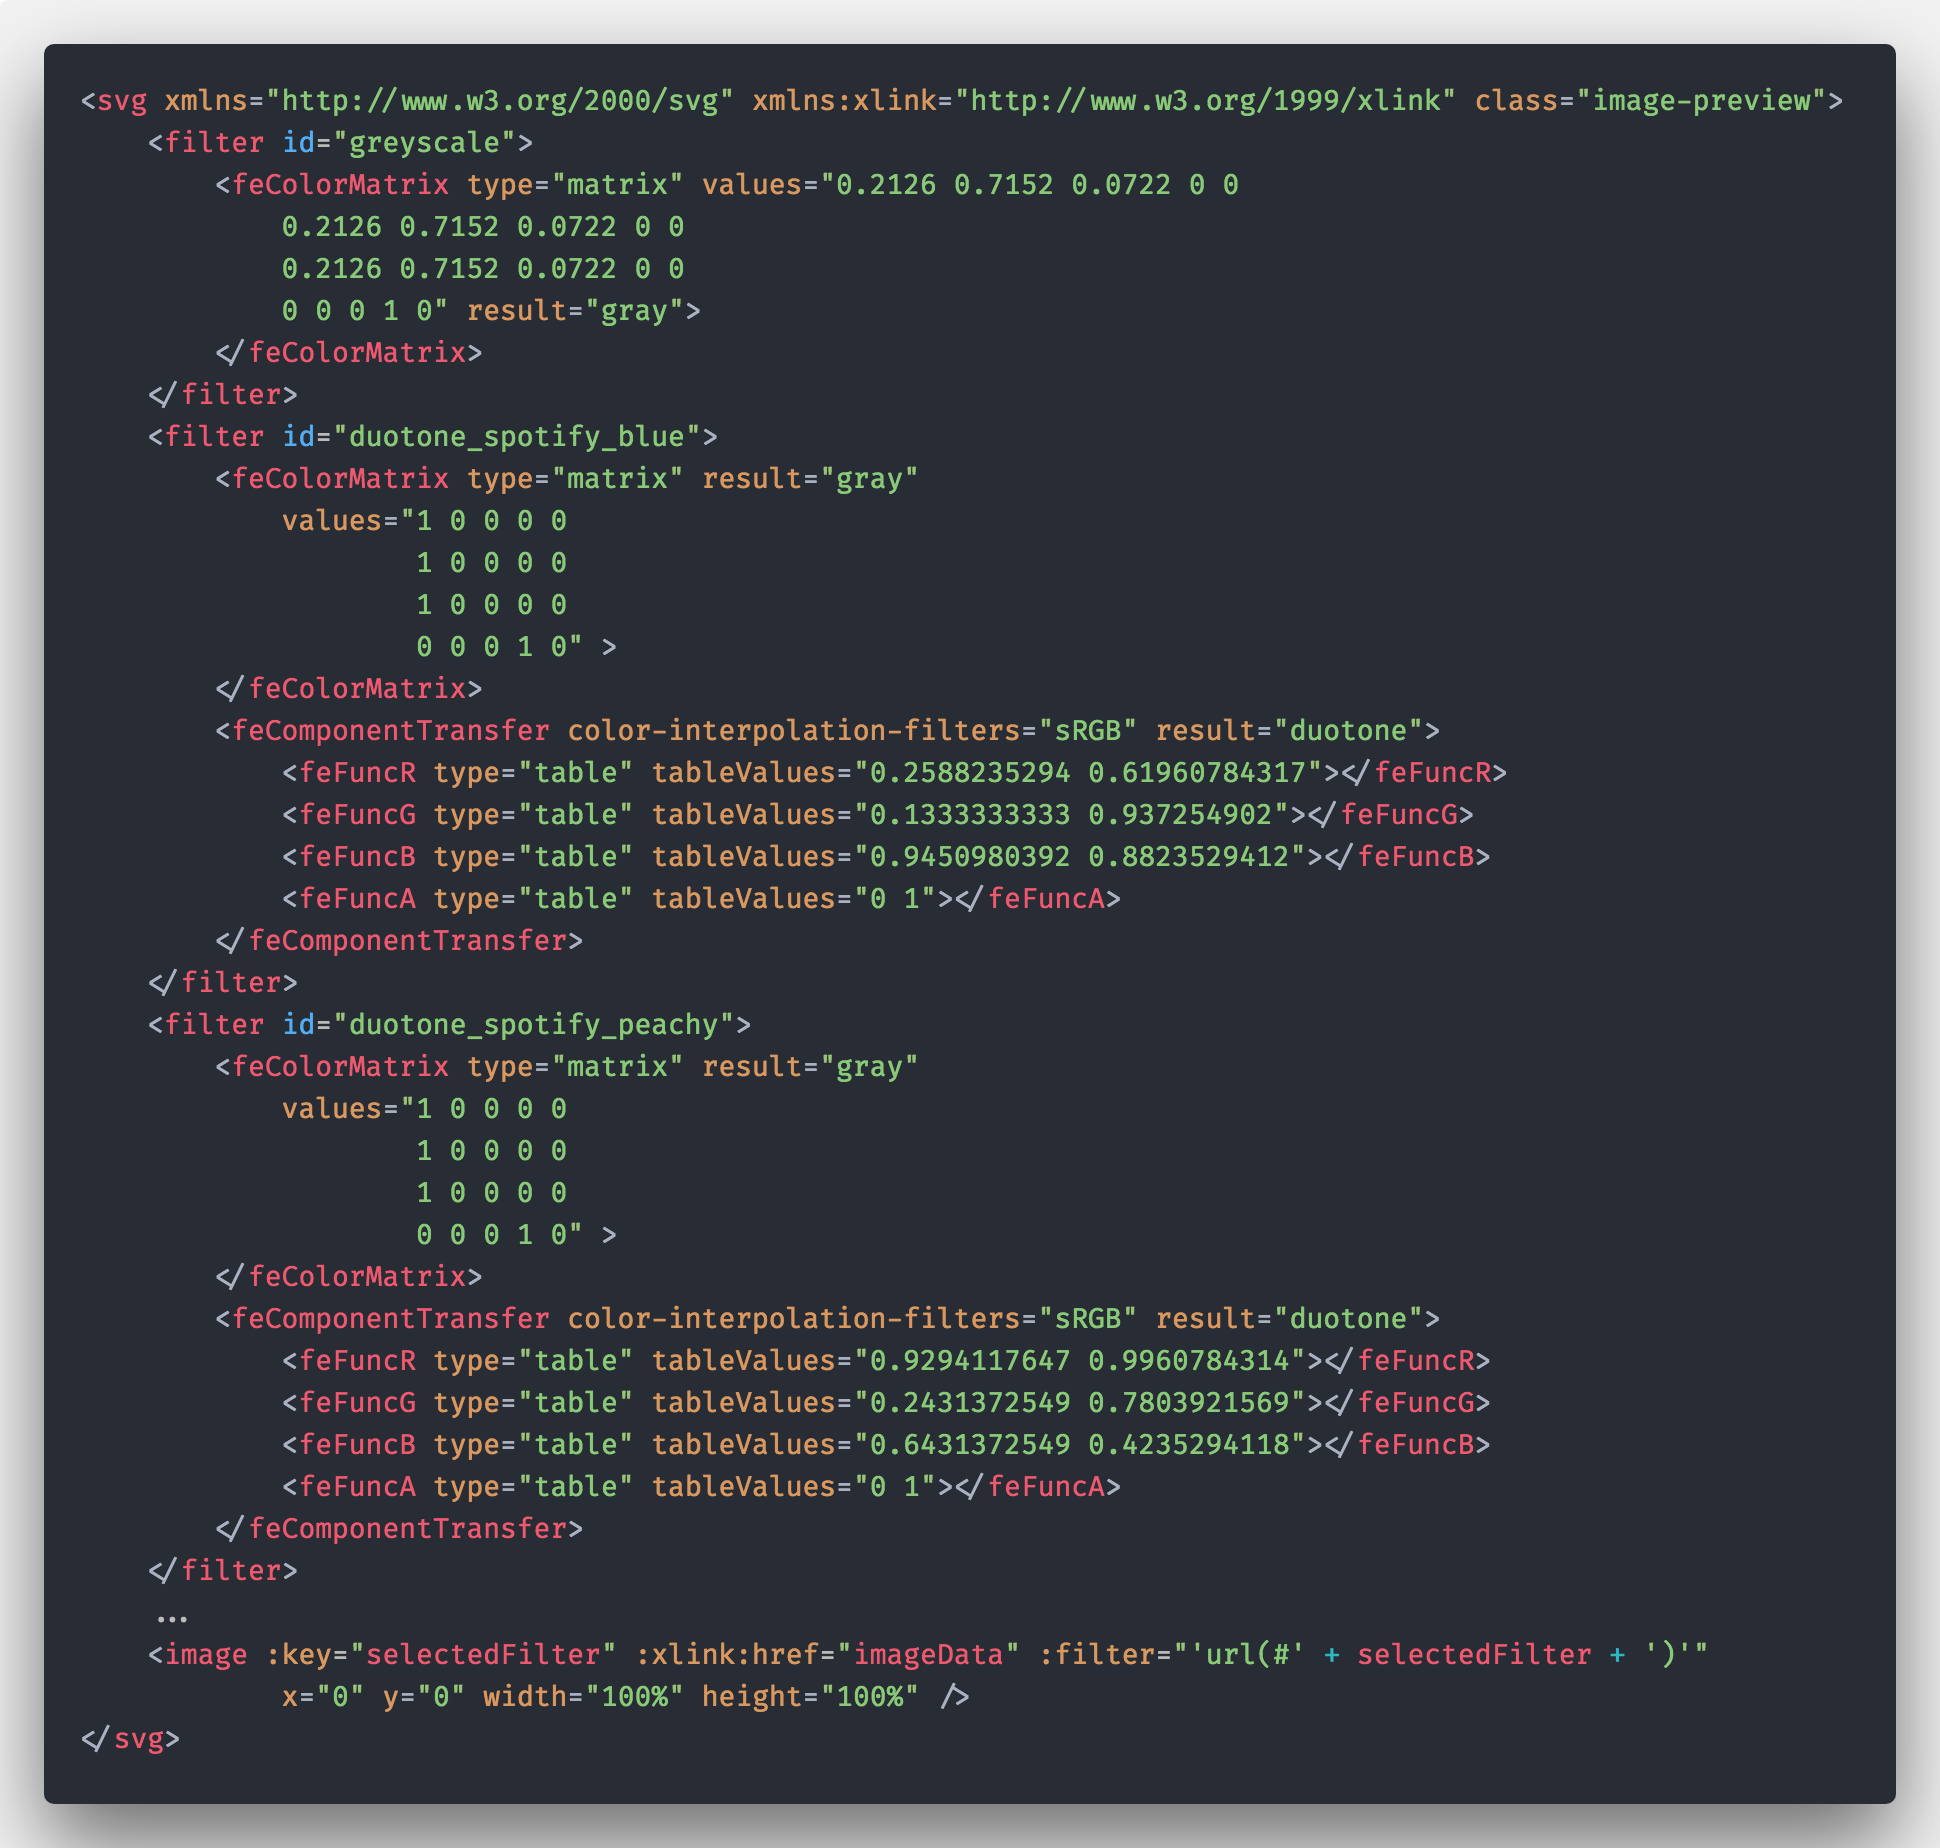 <svg xmlns="http://www.w3.org/2000/svg" xmlns:xlink="http://www.w3.org/1999/xlink" class="image-preview">
    <filter id="greyscale">
        <feColorMatrix type="matrix" values="0.2126 0.7152 0.0722 0 0
            0.2126 0.7152 0.0722 0 0
            0.2126 0.7152 0.0722 0 0
            0 0 0 1 0" result="gray">
        </feColorMatrix>
    </filter>
    <filter id="duotone_spotify_blue">
        <feColorMatrix type="matrix" result="gray"
            values="1 0 0 0 0
                    1 0 0 0 0
                    1 0 0 0 0
                    0 0 0 1 0" >
        </feColorMatrix>
        <feComponentTransfer color-interpolation-filters="sRGB" result="duotone">
            <feFuncR type="table" tableValues="0.2588235294 0.61960784317"></feFuncR>
            <feFuncG type="table" tableValues="0.1333333333 0.937254902"></feFuncG>
            <feFuncB type="table" tableValues="0.9450980392 0.8823529412"></feFuncB>
            <feFuncA type="table" tableValues="0 1"></feFuncA>
        </feComponentTransfer>
    </filter>
    <filter id="duotone_spotify_peachy">
        <feColorMatrix type="matrix" result="gray"
            values="1 0 0 0 0
                    1 0 0 0 0
                    1 0 0 0 0
                    0 0 0 1 0" >
        </feColorMatrix>
        <feComponentTransfer color-interpolation-filters="sRGB" result="duotone">
            <feFuncR type="table" tableValues="0.9294117647 0.9960784314"></feFuncR>
            <feFuncG type="table" tableValues="0.2431372549 0.7803921569"></feFuncG>
            <feFuncB type="table" tableValues="0.6431372549 0.4235294118"></feFuncB>
            <feFuncA type="table" tableValues="0 1"></feFuncA>
        </feComponentTransfer>
    </filter>
    ...
    <image :key="selectedFilter" :xlink:href="imageData" :filter="'url(#' + selectedFilter + ')'"
            x="0" y="0" width="100%" height="100%" />
</svg>